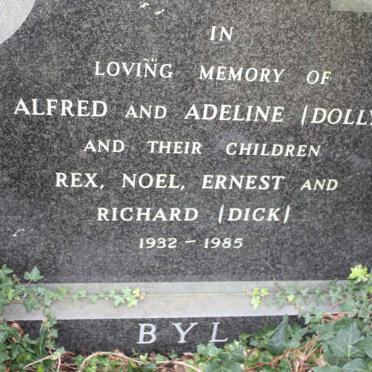 IN
LOVING MEMORY OF
ALFRED AND ADELINE (DOLLY
AND THEIR CHILDREN
REX, NOEL, ERNEST AND
RICHARD (DICK)
1932 - 1985
BYL